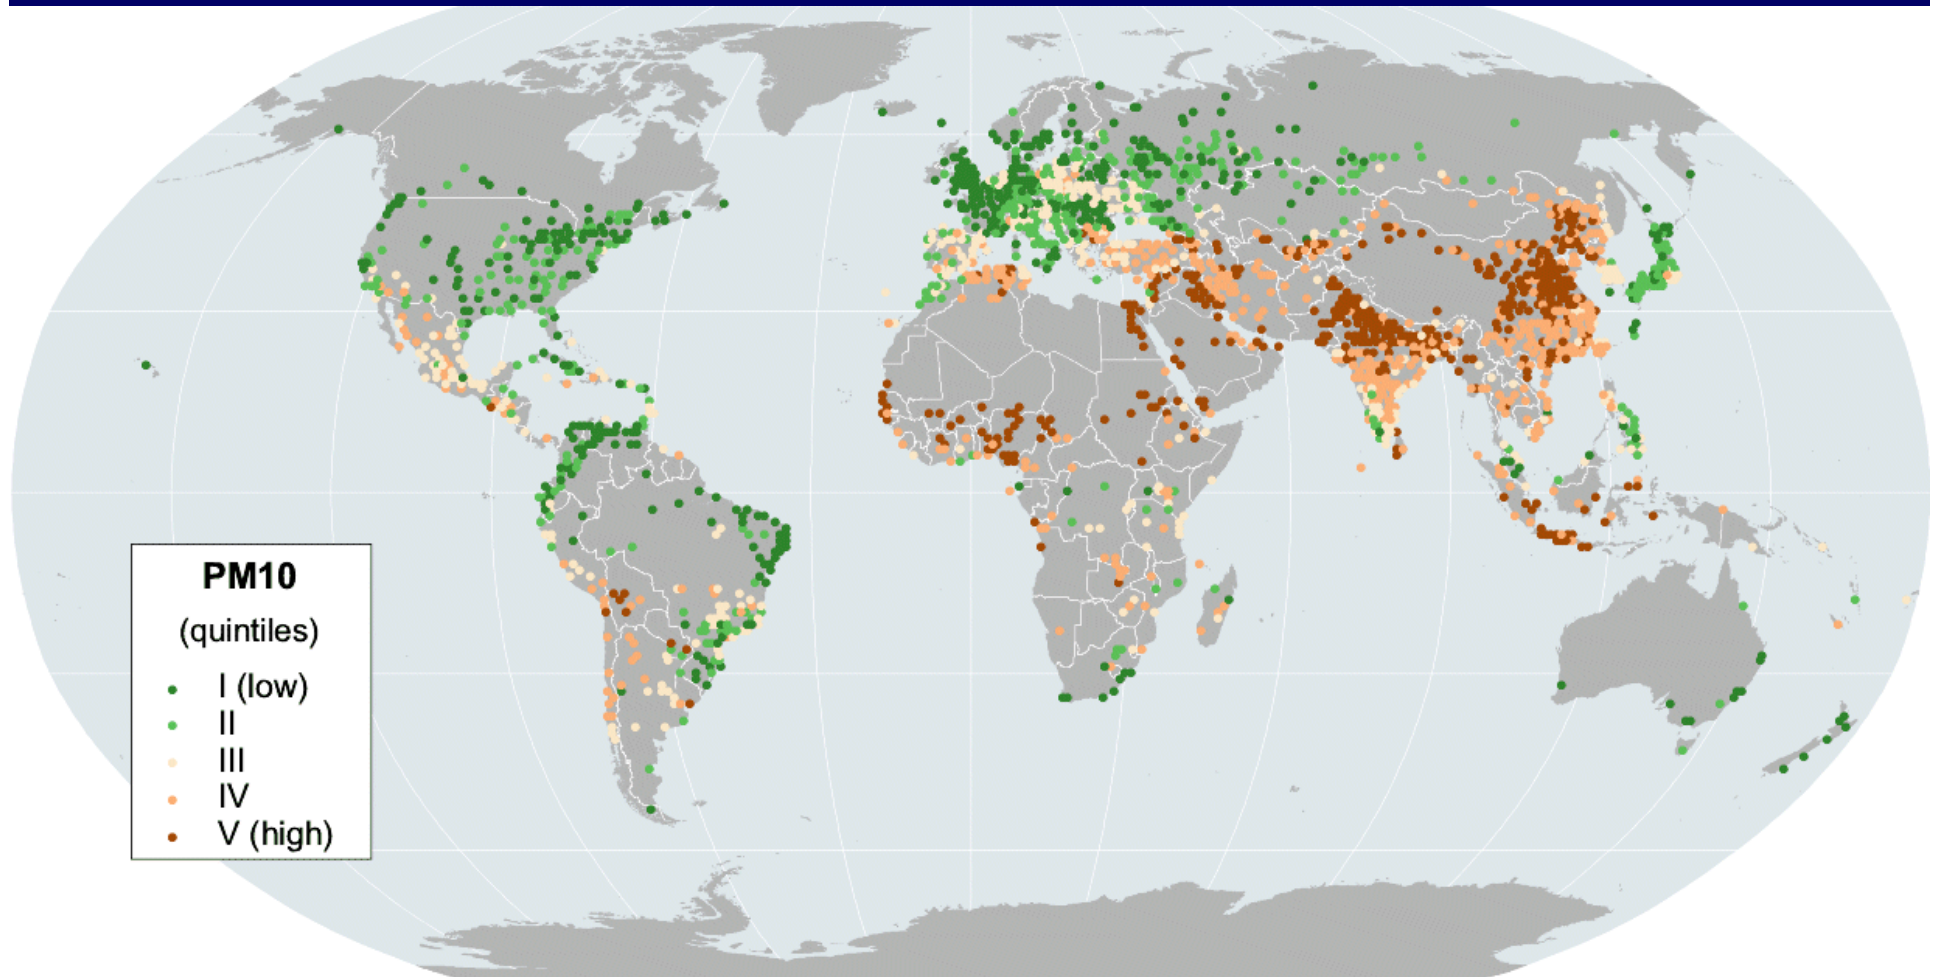 PM10
(quintiles)
I (low)
II
III
IV
V (high)